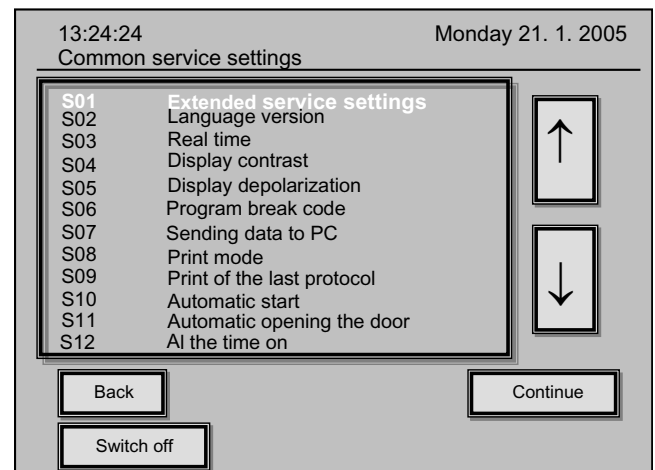 13:24:24 Monday 21. 1. 2005
Common service settings
S01 Extended service settings
S02 Language version
S03 Real time
S04 Display contrast
S05 Display depolarization
S06 Program break code
S07 Sending data to PC
S08 Print mode
S09 Print of the last protocol
S10 Automatic start
S11 Automatic opening the door
S12 Al the time on
↑
↓
Back Continue
Switch off